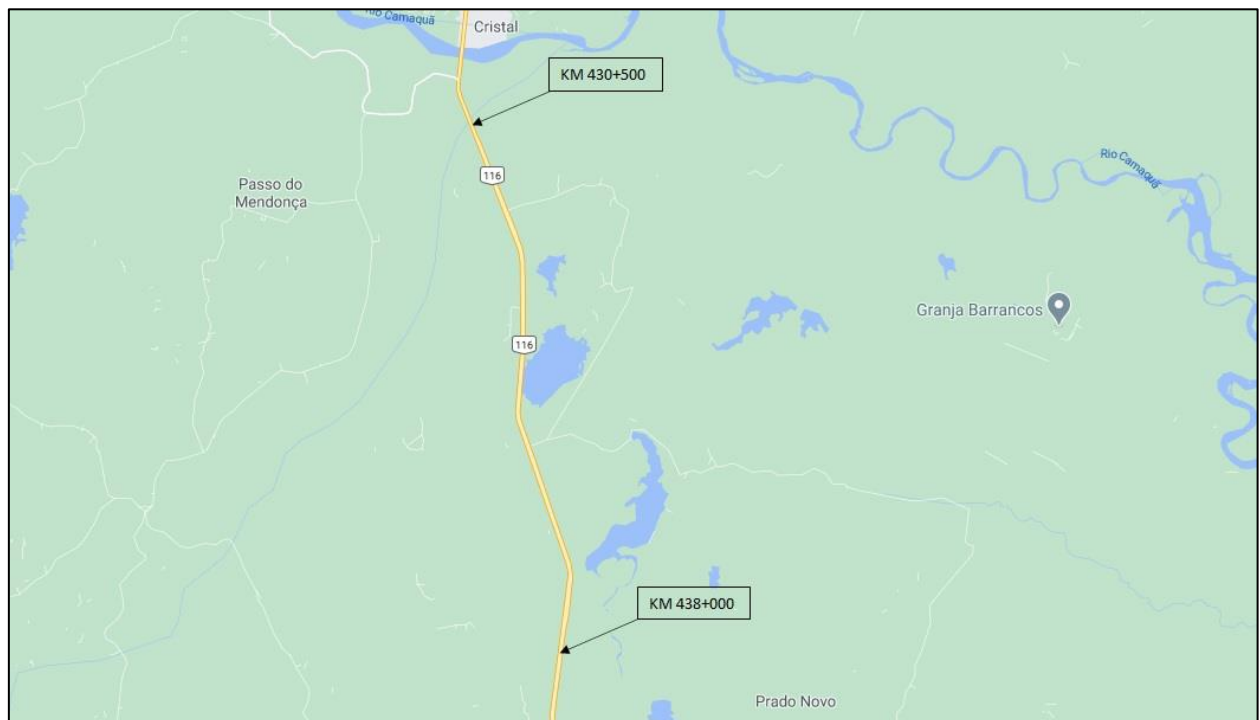 Rio Camaquã
Cristal
KM 430+500
Rio Camaquã
116
Passo do
Mendonça
Granja Barrancos
116
KM 438+000
Prado Novo